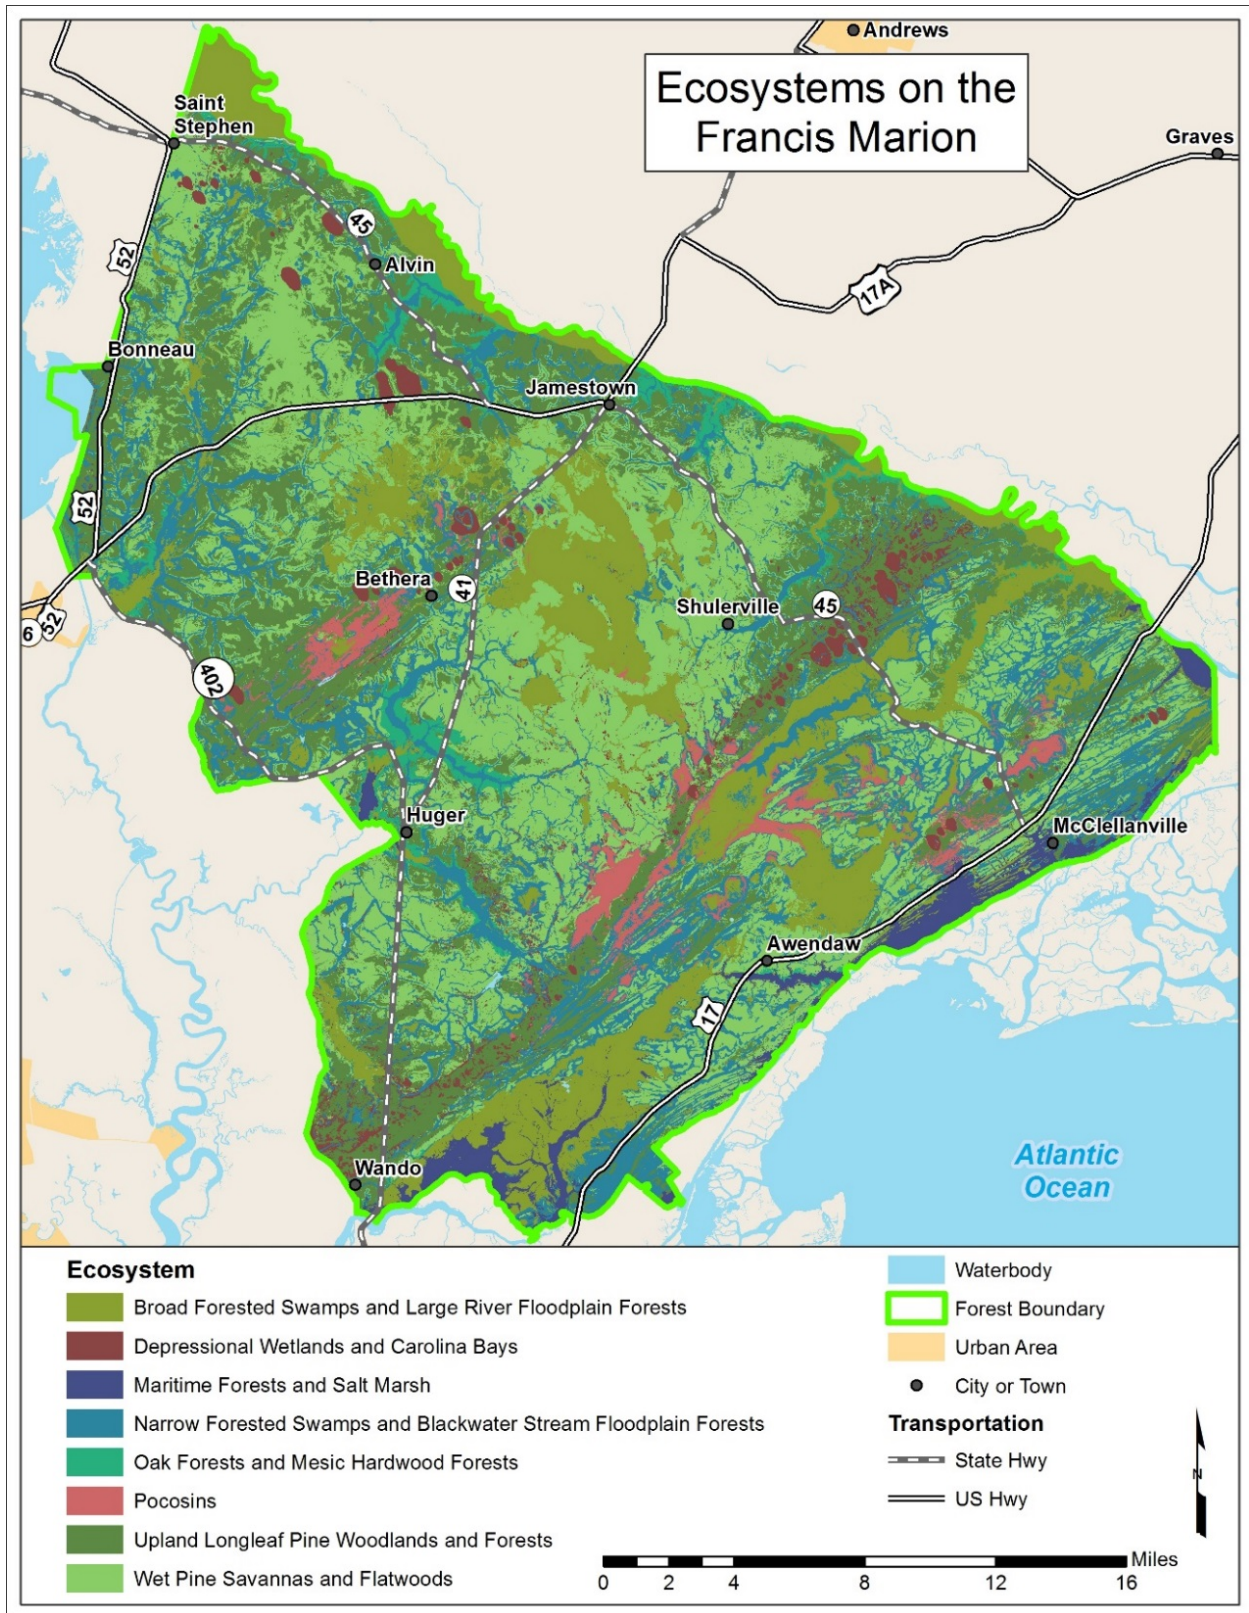 Andrews
Ecosystems on the
Francis Marion
Graves
Saint
Stephen
45
Alvin
52
17A
Bonneau
Jamestown
52
Bethera
41
Shulerville
45
6
52
402
Huger
McClellanville
Awendaw
17
Wando
Atlantic
Ocean
Ecosystem
Broad Forested Swamps and Large River Floodplain Forests
Depressional Wetlands and Carolina Bays
Maritime Forests and Salt Marsh
Narrow Forested Swamps and Blackwater Stream Floodplain Forests
Oak Forests and Mesic Hardwood Forests
Pocosins
Upland Longleaf Pine Woodlands and Forests
Wet Pine Savannas and Flatwoods
Waterbody
Forest Boundary
Urban Area
City or Town
Transportation
State Hwy
US Hwy
N
Miles
0 2 4 8 12 16